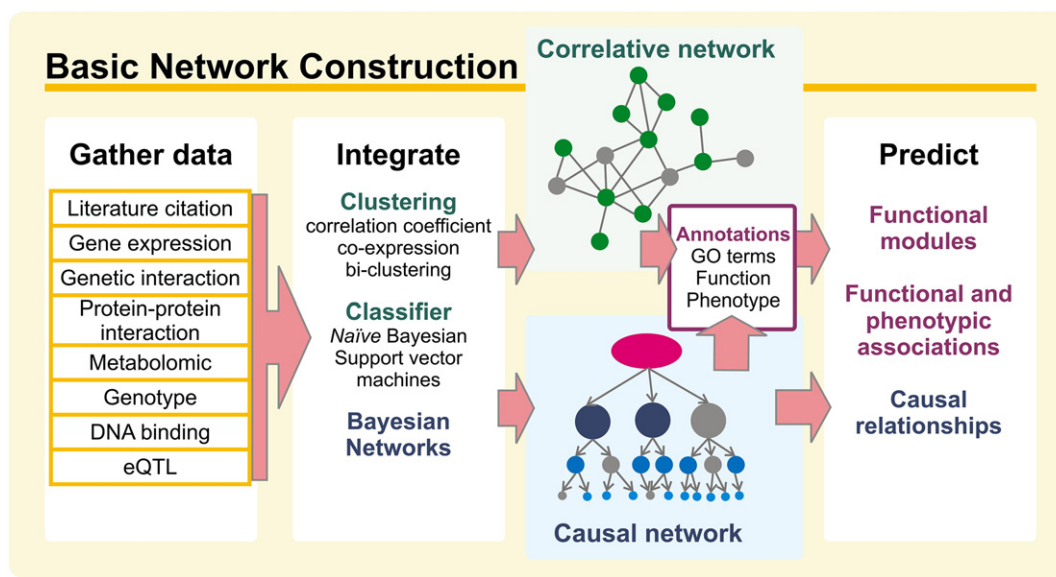 Basic Network Construction
Gather data
Literature citation
Gene expression
Genetic interaction
Protein-protein
interaction
Metabolomic
Genotype
DNA binding
eQTL
Integrate
Clustering
correlation coefficient
co-expression
bi-clustering
Classifier
Naïve Bayesian
Support vector
machines
Bayesian
Networks
Correlative network
Annotations
GO terms
Function
Phenotype
Causal network
Predict
Functional
modules
Functional and
phenotypic
associations
Causal
relationships